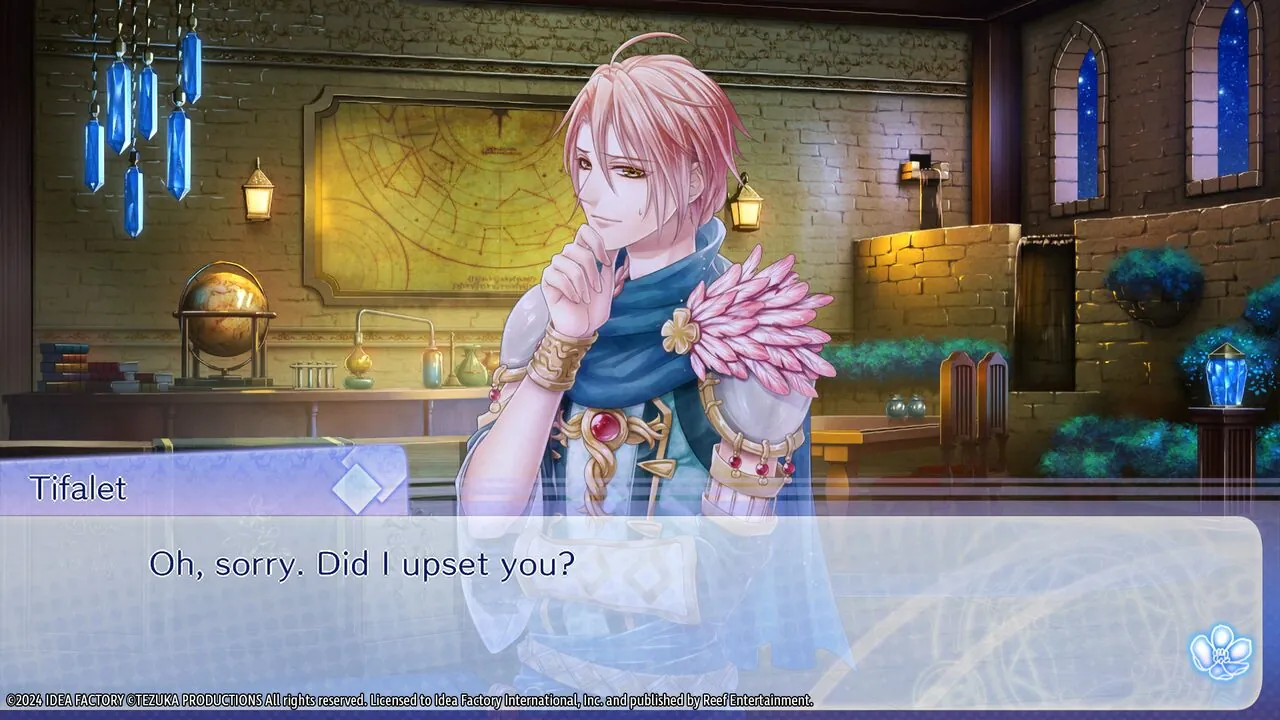 Tifalet
Oh, sorry. Did I upset you?
©2024 IDEA FACTORY ©TEZUKA PRODUCTIONS All rights reserved. Licensed to Idea Factory International, Inc. and published by Reef Entertainment.